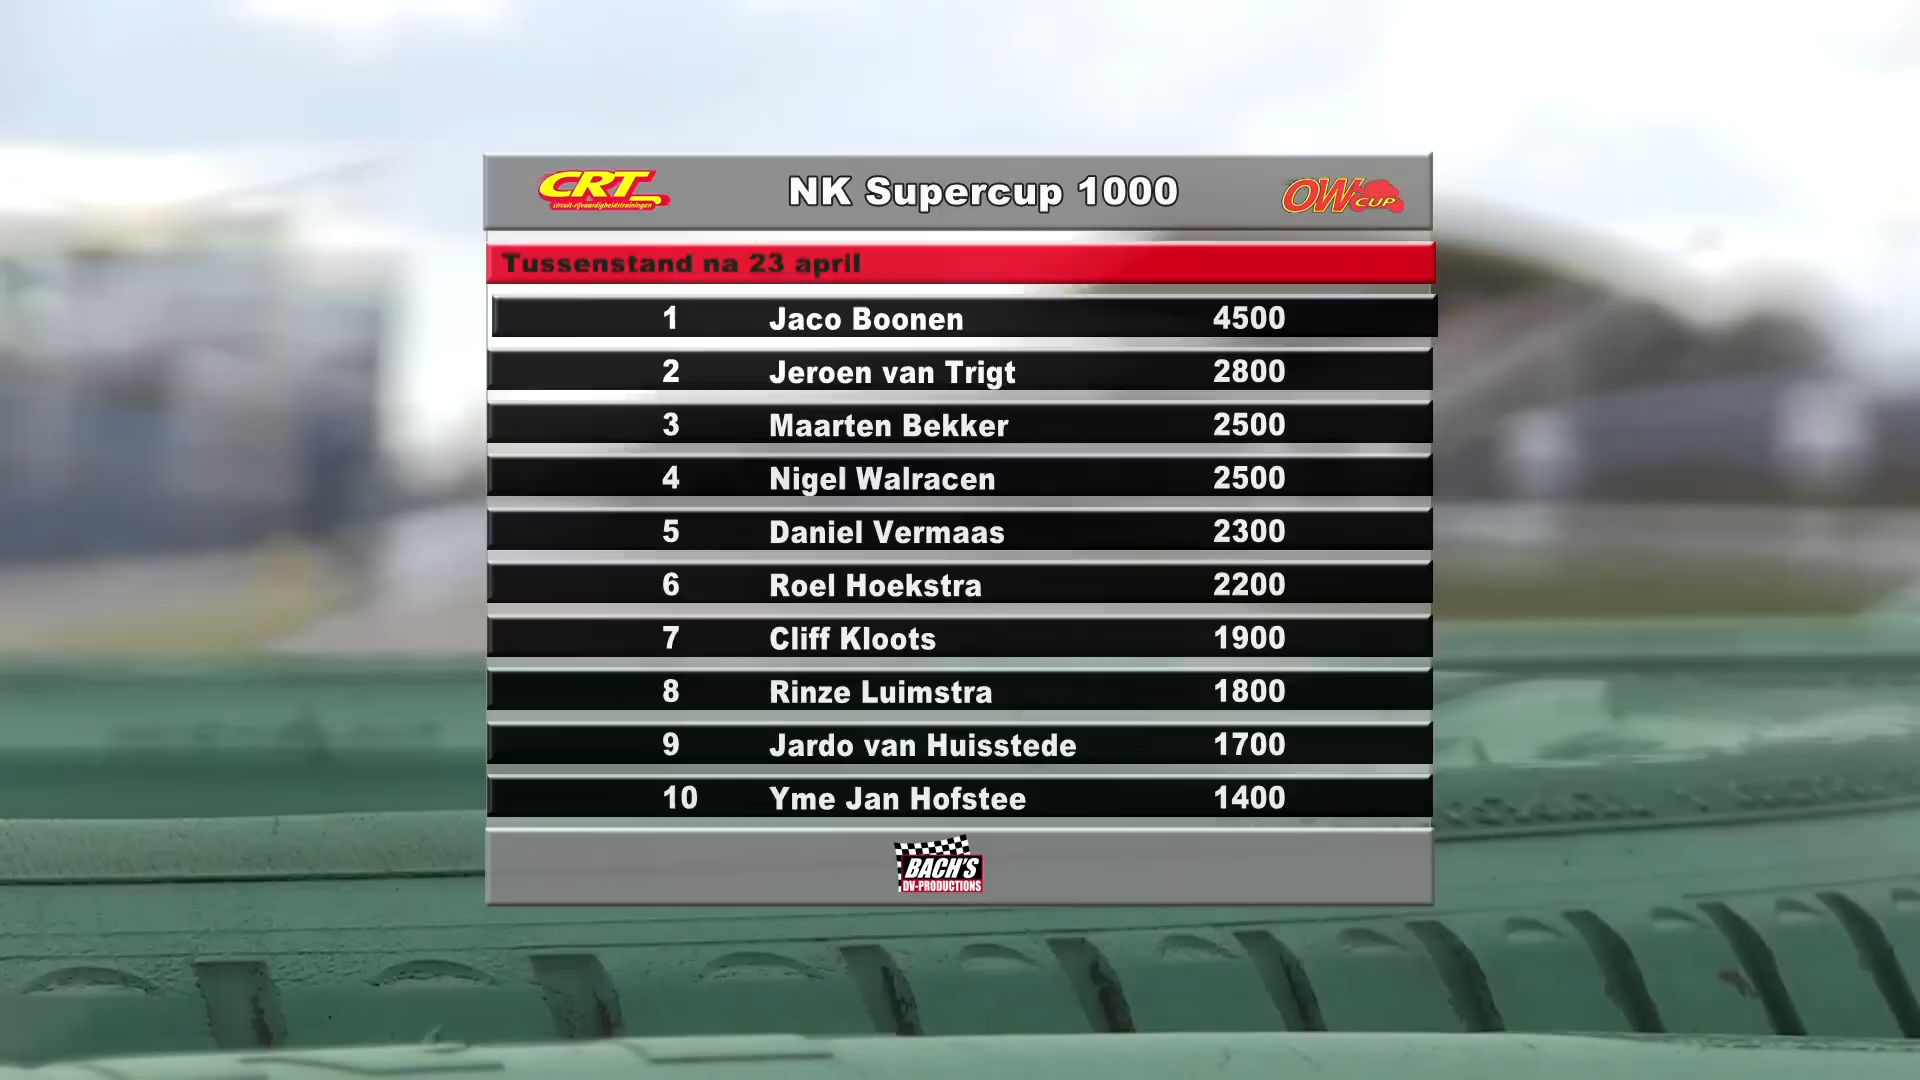 CRT
circuit-rijvaardigheidstrainingen
NK Supercup 1000
OW CUP
Tussenstand na 23 april
1 Jaco Boonen 4500
2 Jeroen van Trigt 2800
3 Maarten Bekker 2500
4 Nigel Walracen 2500
5 Daniel Vermaas 2300
6 Roel Hoekstra 2200
7 Cliff Kloots 1900
8 Rinze Luimstra 1800
9 Jardo van Huisstede 1700
10 Yme Jan Hofstee 1400
BACH'S
DV-PRODUCTIONS